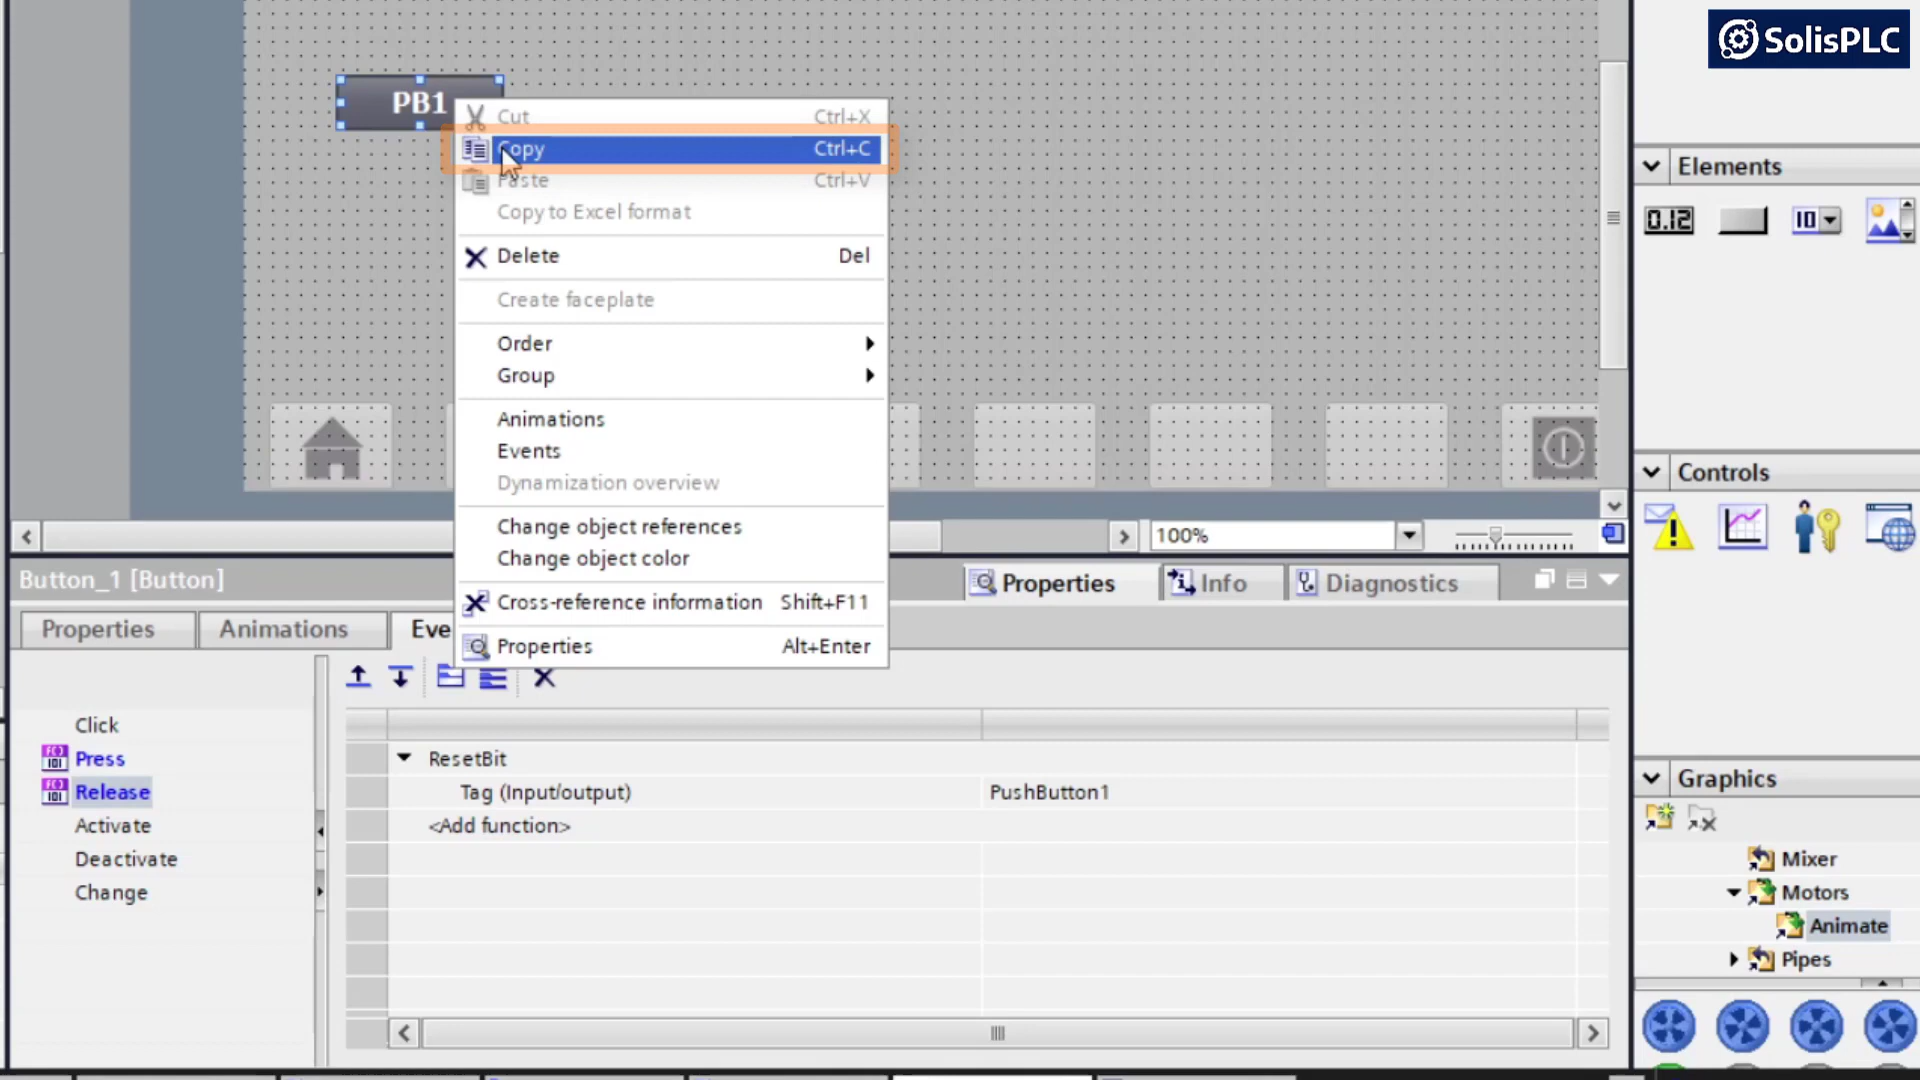 SolisPLC
PB1
Cut Ctrl+X
Copy Ctrl+C
Paste Ctrl+V
Copy to Excel format
Delete Del
Create faceplate
Order
Group
Animations
Events
Dynamization overview
Change object references
Change object color
Cross-reference information Shift+F11
Properties Alt+Enter
Elements
0.12
10
Controls
100%
Button_1 [Button]
Properties
Info
Diagnostics
Properties
Animations
Eve
Click
Press
Release
Activate
Deactivate
Change
ResetBit
Tag (Input/output) PushButton1
<Add function>
Graphics
Mixer
Motors
Animate
Pipes